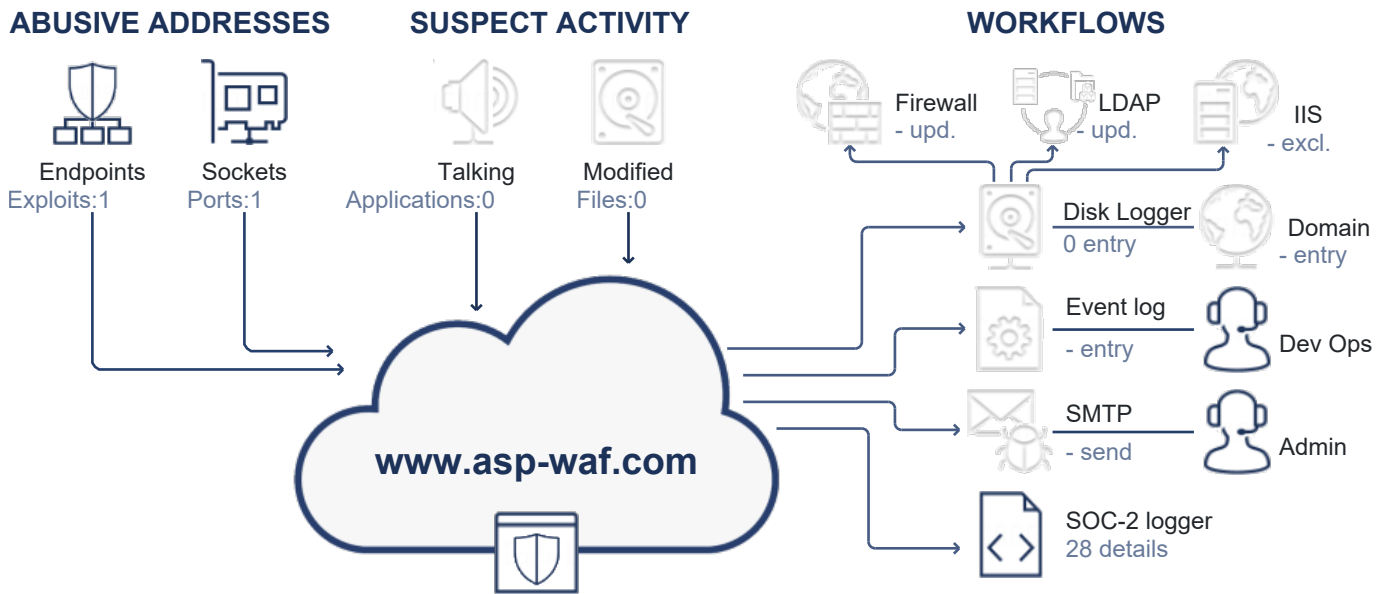 ABUSIVE ADDRESSES
SUSPECT ACTIVITY
WORKFLOWS
Endpoints
Exploits:1
Sockets
Ports:1
Talking
Applications:0
Modified
Files:0
Firewall
- upd.
LDAP
- upd.
IIS
- excl.
Disk Logger
0 entry
Domain
- entry
Event log
- entry
Dev Ops
SMTP
- send
Admin
SOC-2 logger
28 details
www.asp-waf.com